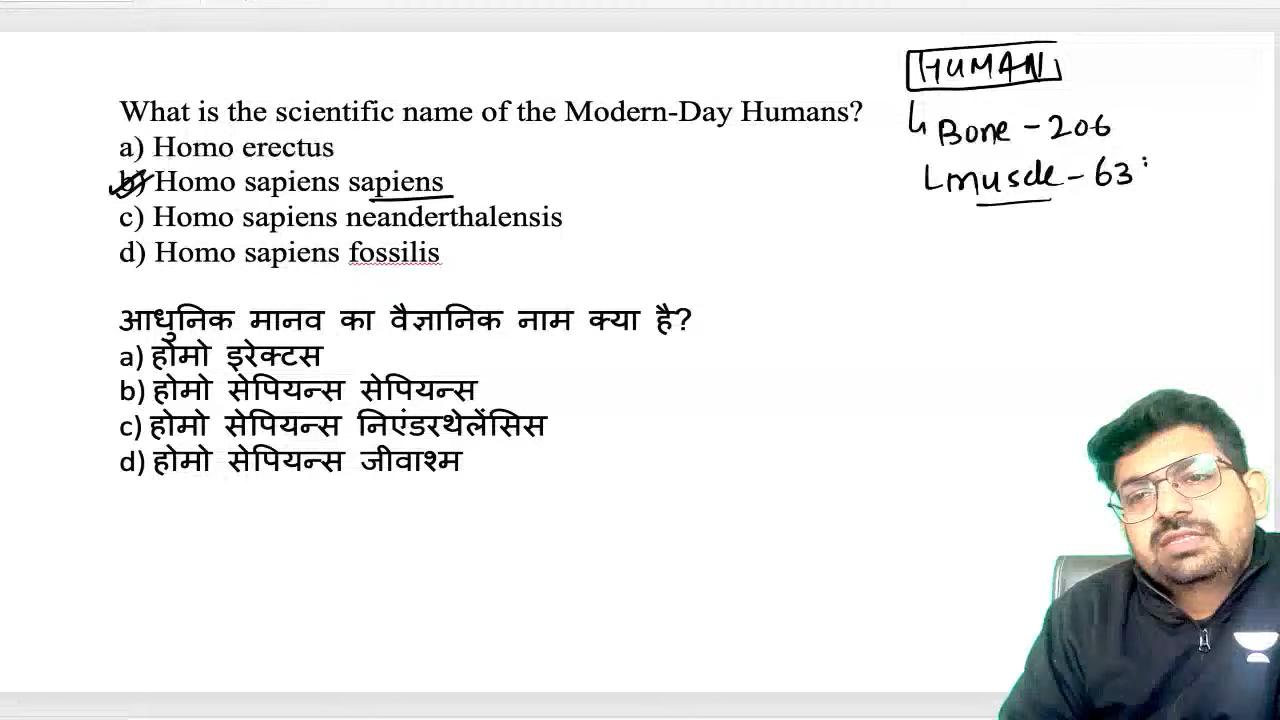 What is the scientific name of the Modern-Day Humans?
a) Homo erectus
b) Homo sapiens sapiens
c) Homo sapiens neanderthalensis
d) Homo sapiens fossilis
आधुनिक मानव का वैज्ञानिक नाम क्या है?
a) होमो इरेक्टस
b) होमो सेपियन्स सेपियन्स
c) होमो सेपियन्स निएंडरथेलेंसिस
d) होमो सेपियन्स जीवाश्म
HUMAN
Bone - 206
muscle - 63